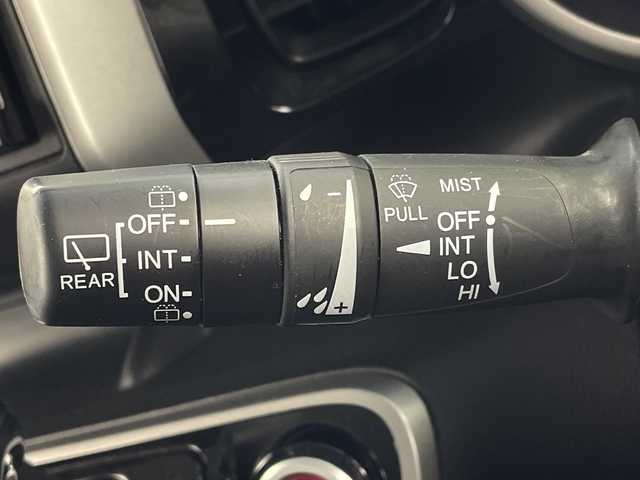 OFF
INT
ON
REAR
−
+
PULL
MIST
OFF
INT
LO
HI